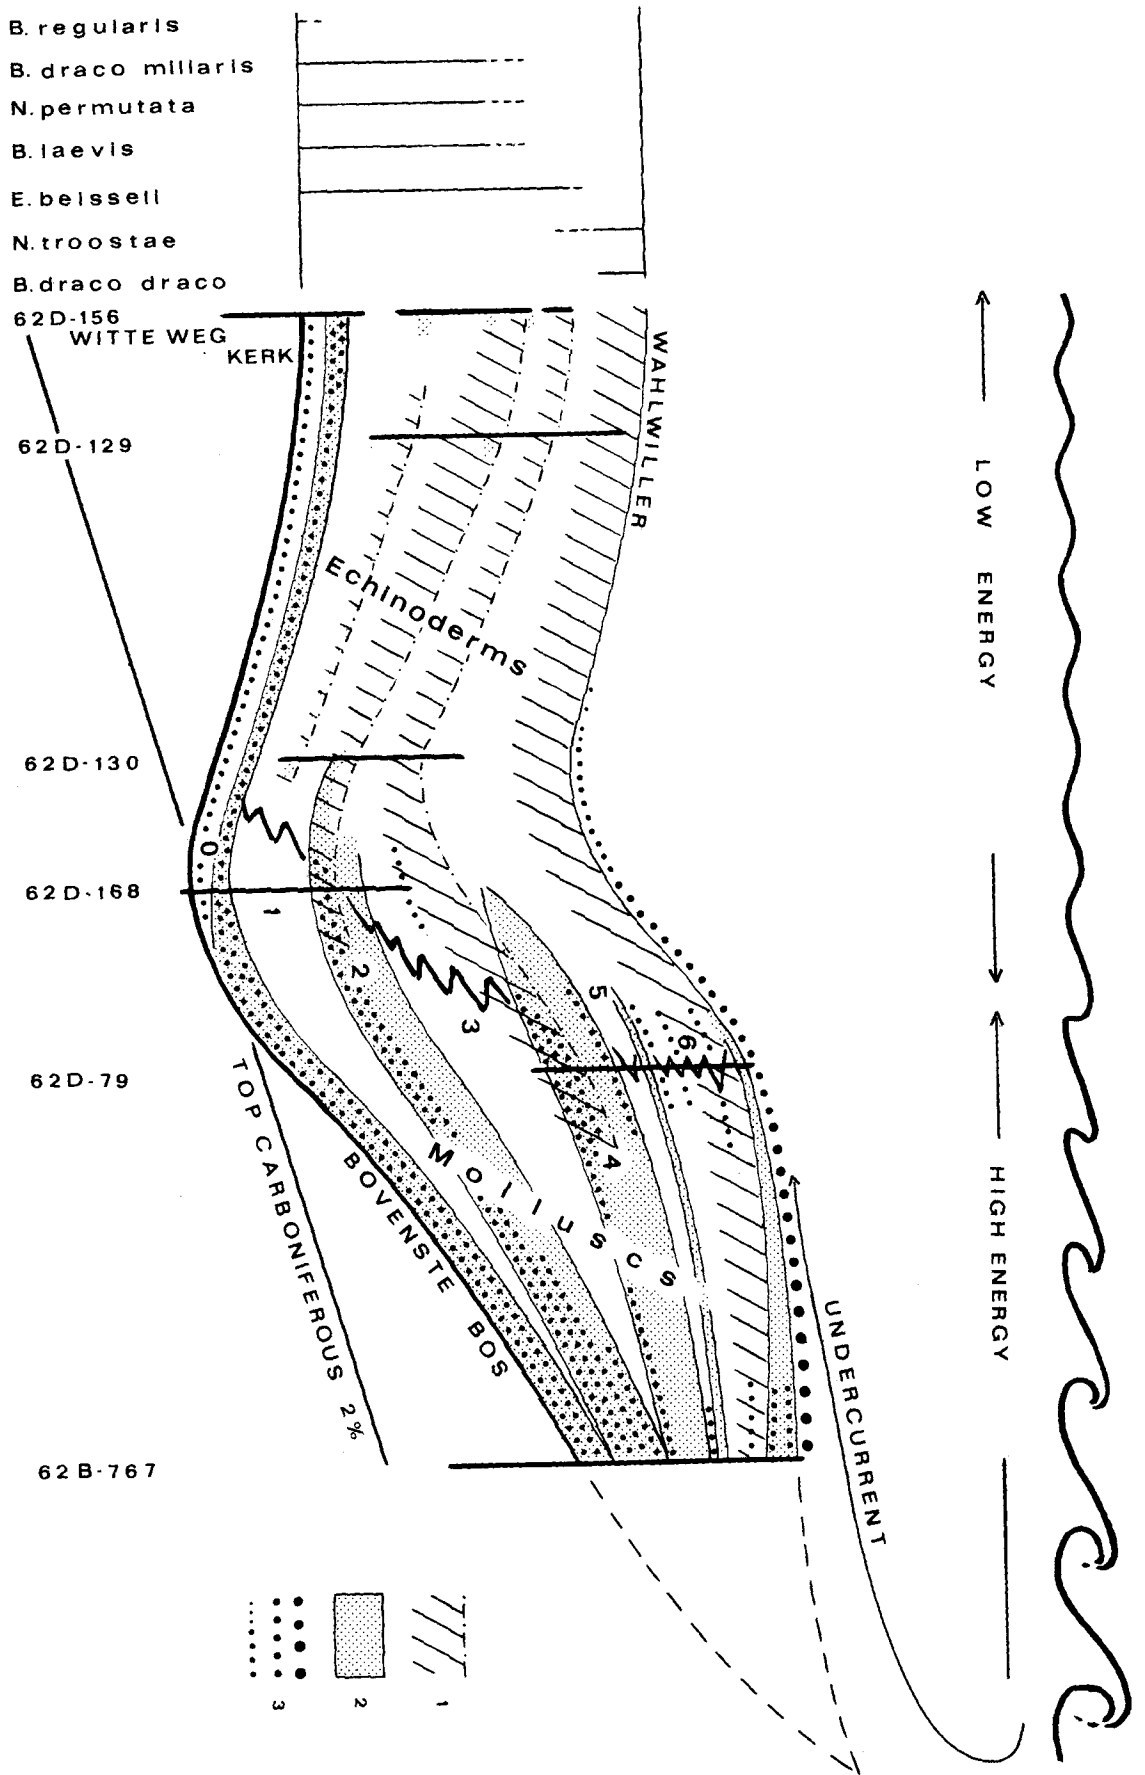 B. regularis
B. draco miliaris
N. permutata
B. laevis
E. beisseli
N. troostae
B. draco draco
62D-156
WITTE WEG
KERK
WAHLWILLER
62D-129
LOW ENERGY
Echinoderms
62D-130
0
62D-168
1
2
3
5
6
62D-79
4
TOP CARBONIFEROUS 2%
BOVENSTE BOS
Molluscs
HIGH ENERGY
UNDERCURRENT
62B-767
3
2
1